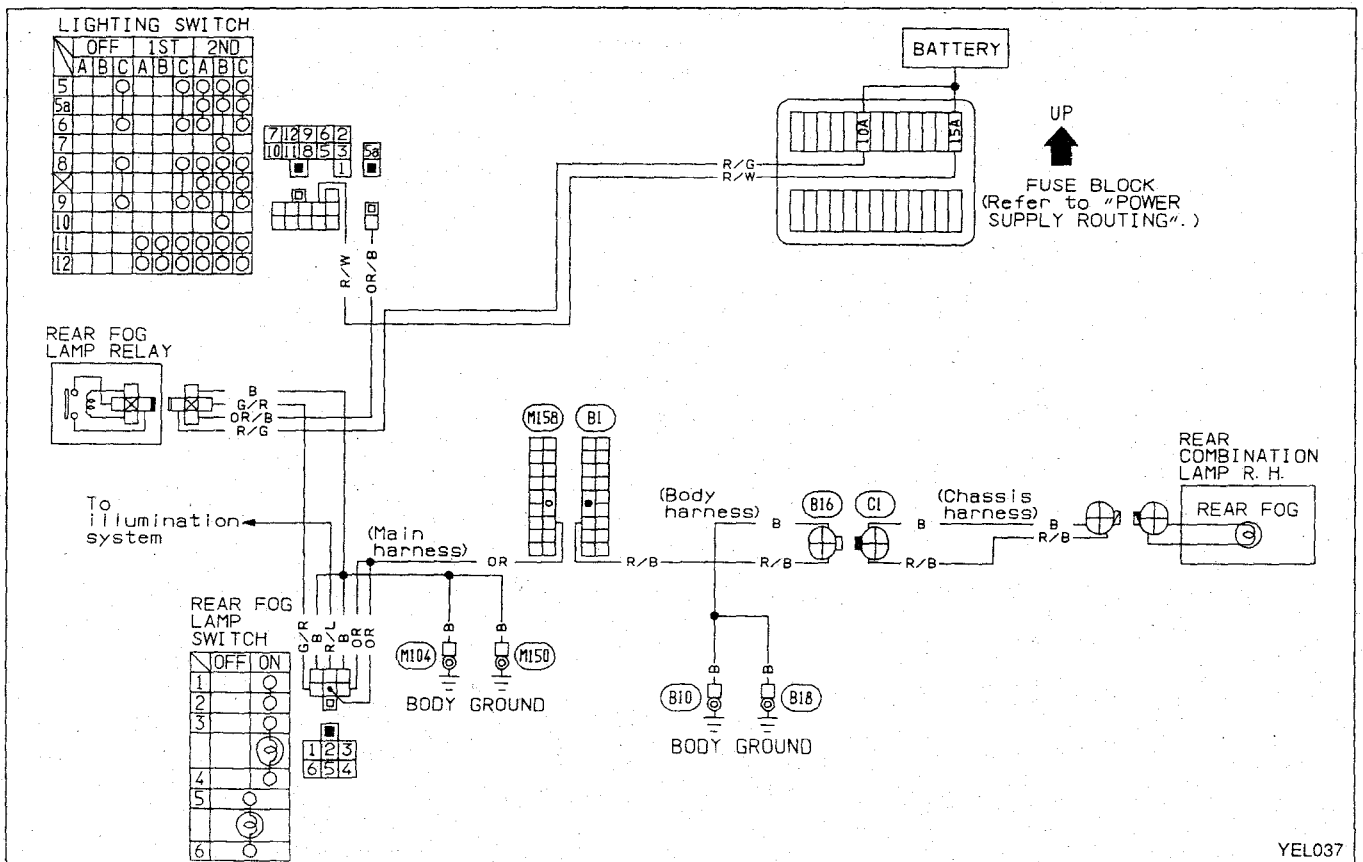 LIGHTING SWITCH
OFF 1ST 2ND
A B C A B C A B C
5
5a
6
7
8
9
10
11
12
7 12 9 6 2
10 11 8 5 3
1
5a
R/W
OR/B
BATTERY
10A
15A
R/G
R/W
UP
FUSE BLOCK
(Refer to "POWER
SUPPLY ROUTING".)
REAR FOG
LAMP RELAY
B
G/R
OR/B
R/G
To
illumination
system
(Main
harness)
OR
M158
B1
R/B
(Body
harness)
B
R/B
B16
C1
(Chassis
harness)
B
R/B
B
R/B
REAR
COMBINATION
LAMP R.H.
REAR FOG
REAR FOG
LAMP
SWITCH
OFF ON
1
2
3
4
5
6
G/R
B
R/L
B
OR
OR
1 2 3
6 5 4
B
B
M104
M150
BODY GROUND
B
B
B10
B18
BODY GROUND
YEL037